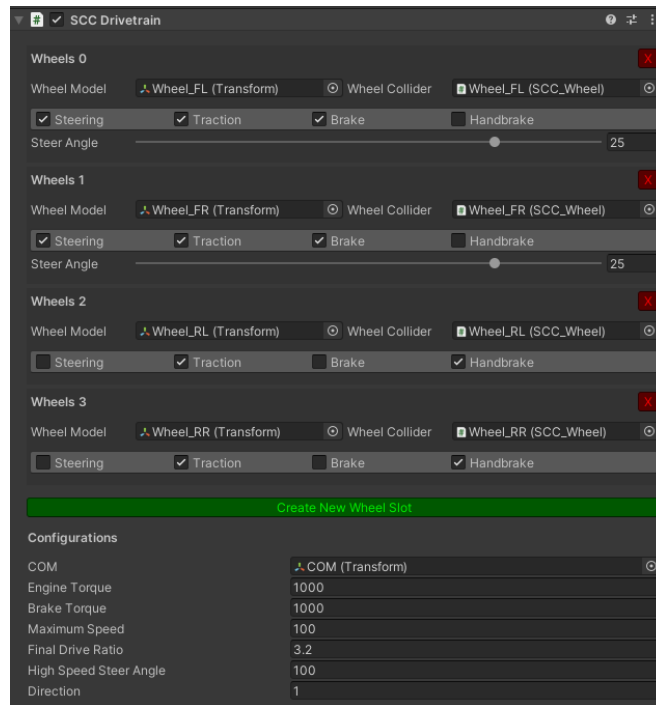 SCC Drivetrain
Wheels 0 X
Wheel Model Wheel_FL (Transform) Wheel Collider Wheel_FL (SCC_Wheel)
Steering Traction Brake Handbrake
Steer Angle 25
Wheels 1 X
Wheel Model Wheel_FR (Transform) Wheel Collider Wheel_FR (SCC_Wheel)
Steering Traction Brake Handbrake
Steer Angle 25
Wheels 2 X
Wheel Model Wheel_RL (Transform) Wheel Collider Wheel_RL (SCC_Wheel)
Steering Traction Brake Handbrake
Wheels 3 X
Wheel Model Wheel_RR (Transform) Wheel Collider Wheel_RR (SCC_Wheel)
Steering Traction Brake Handbrake
Create New Wheel Slot
Configurations
COM COM (Transform)
Engine Torque 1000
Brake Torque 1000
Maximum Speed 100
Final Drive Ratio 3.2
High Speed Steer Angle 100
Direction 1